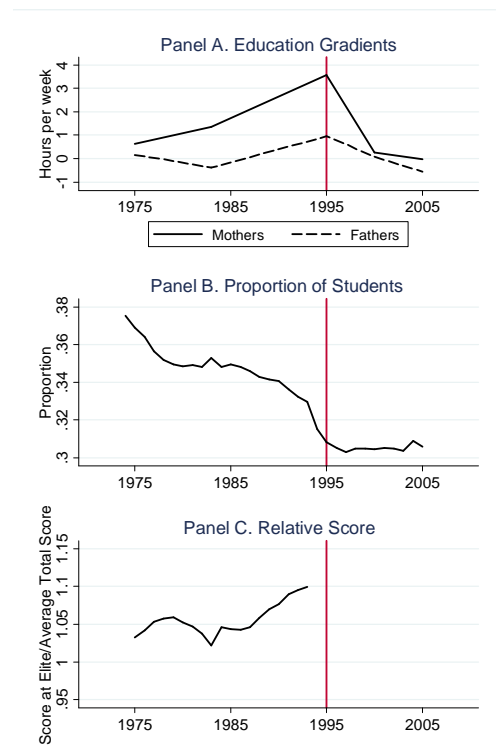 Panel A. Education Gradients
Hours per week
4
3
2
1
0
-1
1975 1985 1995 2005
Mothers Fathers
Panel B. Proportion of Students
Proportion
.38
.36
.34
.32
.3
1975 1985 1995 2005
Panel C. Relative Score
Score at Elite/Average Total Score
1.15
1.1
1.05
1
.95
1975 1985 1995 2005